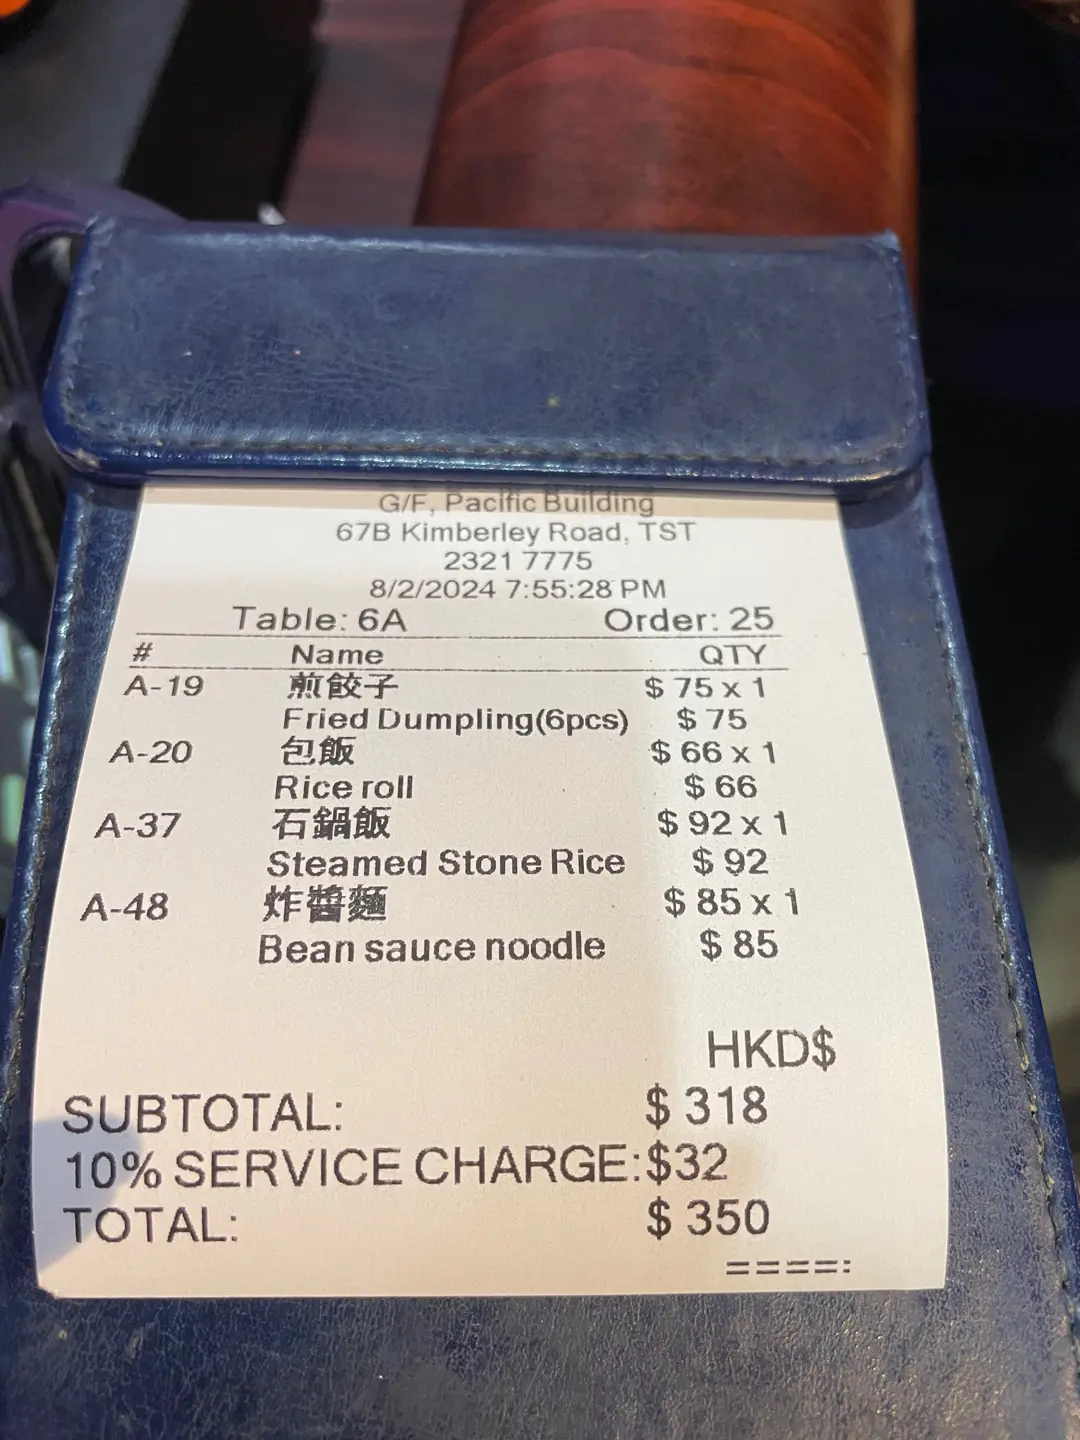 G/F, Pacific Building
67B Kimberley Road, TST
2321 7775
8/2/2024 7:55:28 PM
Table: 6A Order: 25
# Name QTY
A-19 煎餃子 $ 75 x 1
Fried Dumpling(6pcs) $ 75
A-20 包飯 $ 66 x 1
Rice roll $ 66
A-37 石鍋飯 $ 92 x 1
Steamed Stone Rice $ 92
A-48 炸醬麵 $ 85 x 1
Bean sauce noodle $ 85
HKD$
SUBTOTAL: $ 318
10% SERVICE CHARGE:$32
TOTAL: $ 350
====: